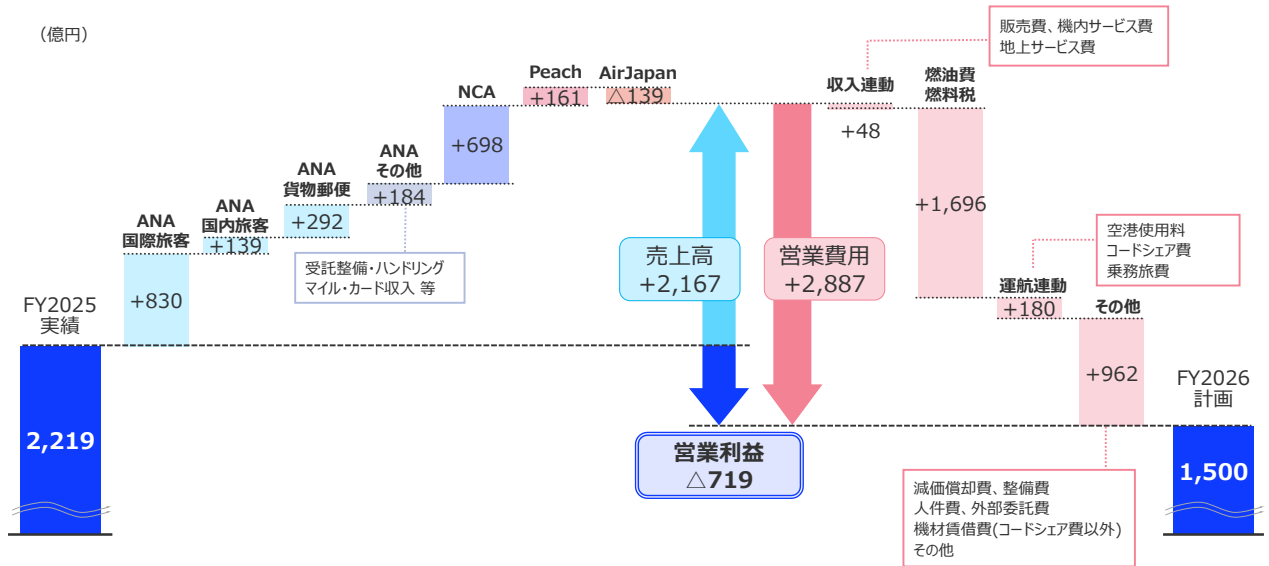 （億円）
FY2025
実績
2,219
ANA
国際旅客
+830
ANA
国内旅客
+139
ANA
貨物郵便
+292
ANA
その他
+184
受託整備・ハンドリング
マイル・カード収入 等
NCA
+698
Peach
+161
AirJapan
△139
売上高
+2,167
営業費用
+2,887
営業利益
△719
販売費、機内サービス費
地上サービス費
収入連動
+48
燃油費
燃料税
+1,696
空港使用料
コードシェア費
乗務旅費
運航連動
+180
その他
+962
減価償却費、整備費
人件費、外部委託費
機材賃借費(コードシェア費以外)
その他
FY2026
計画
1,500